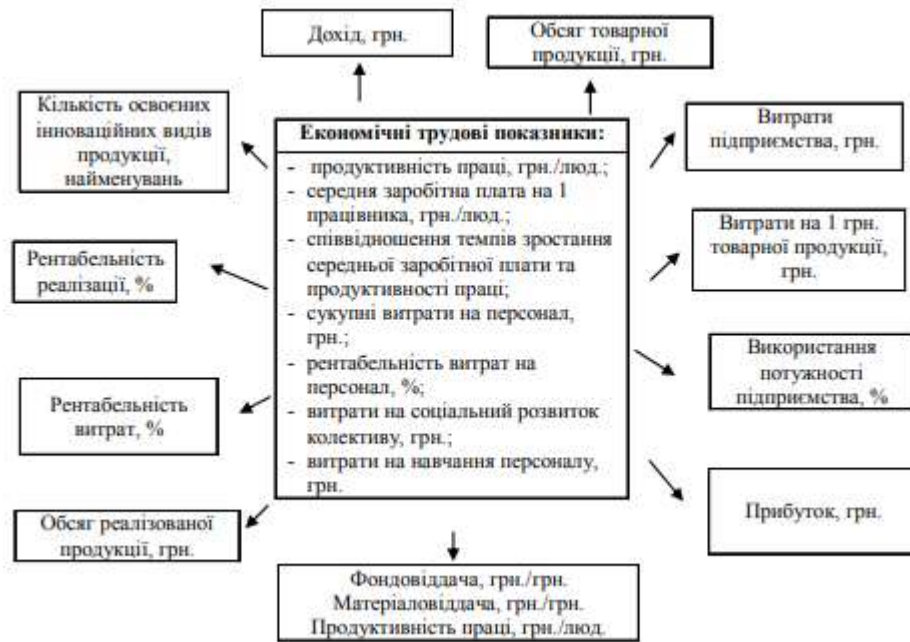 Дохід, грн.
Обсяг товарної
продукції, грн.
Кількість освоєних
інноваційних видів
продукції,
найменувань
Економічні трудові показники:
- продуктивність праці, грн./люд.;
- середня заробітна плата на 1
працівника, грн./люд.;
- співвідношення темпів зростання
середньої заробітної плати та
продуктивності праці;
- сукупні витрати на персонал,
грн.;
- рентабельність витрат на
персонал, %;
- витрати на соціальний розвиток
колективу, грн.;
- витрати на навчання персоналу,
грн.
Витрати
підприємства, грн.
Витрати на 1 грн.
товарної продукції,
грн.
Рентабельність
реалізації, %
Використання
потужності
підприємства, %
Рентабельність
витрат, %
Прибуток, грн.
Обсяг реалізованої
продукції, грн.
Фондовіддача, грн./грн.
Матеріаловіддача, грн./грн.
Продуктивність праці, грн./люд.